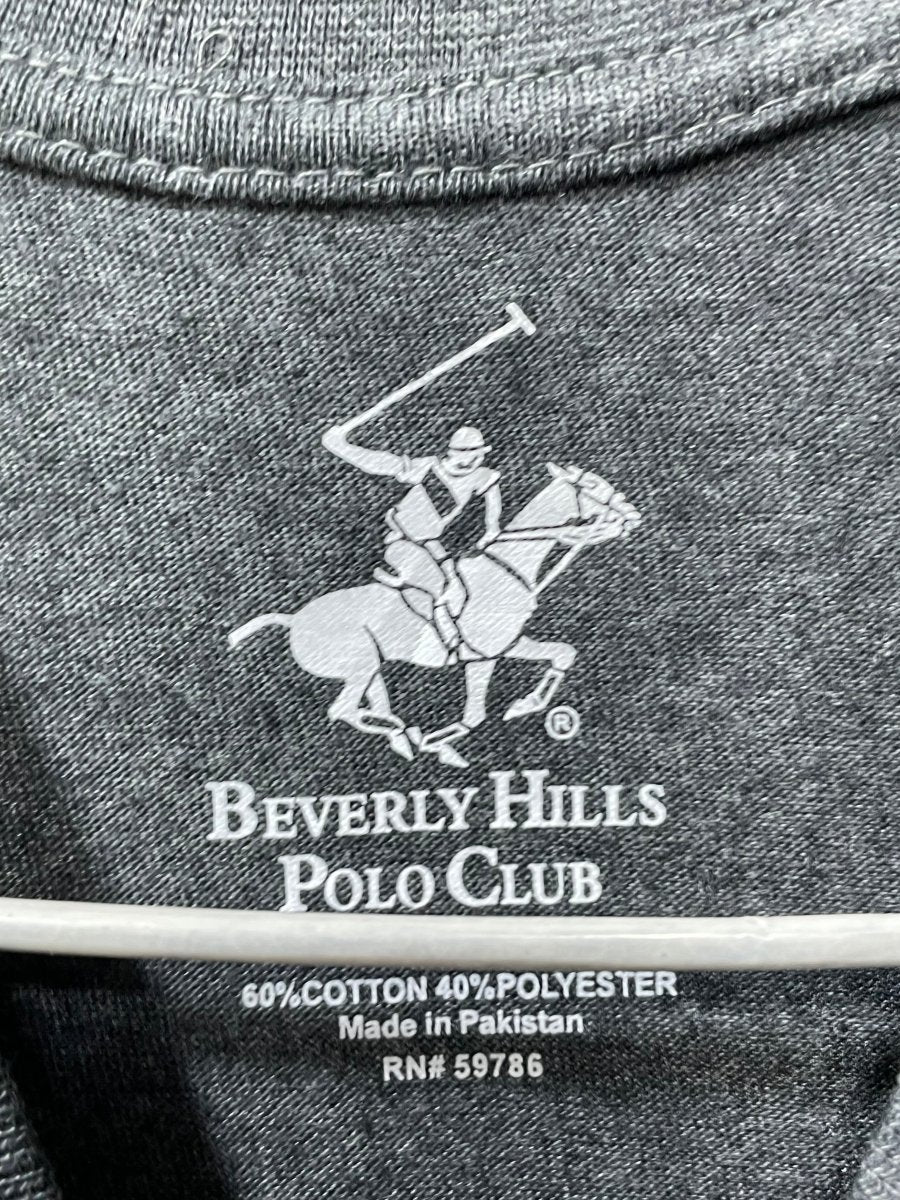 ®
BEVERLY HILLS
POLO CLUB
60%COTTON 40%POLYESTER
Made in Pakistan
RN# 59786